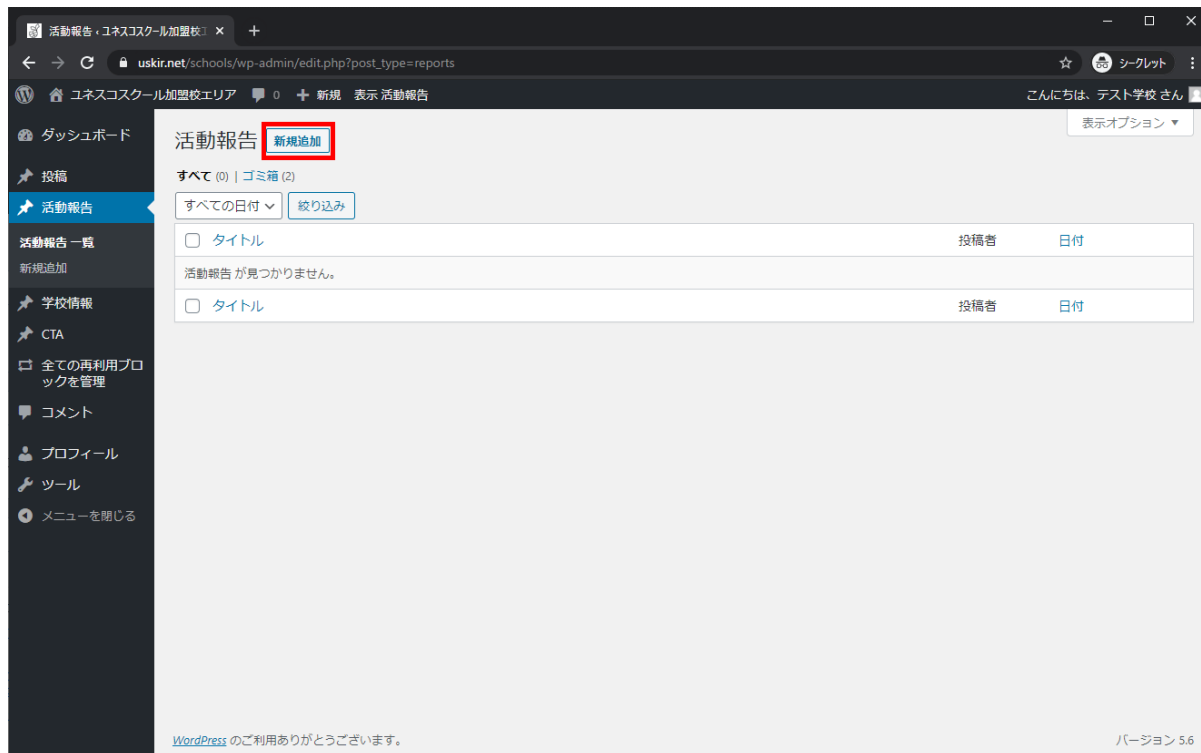 活動報告 ‹ ユネスコスクール加盟校
uskir.net/schools/wp-admin/edit.php?post_type=reports
シークレット
ユネスコスクール加盟校エリア 0 新規 表示 活動報告
こんにちは、テスト学校 さん
ダッシュボード
投稿
活動報告
活動報告 一覧
新規追加
学校情報
CTA
全ての再利用ブロ
ックを管理
コメント
プロフィール
ツール
メニューを閉じる
表示オプション ▼
活動報告 新規追加
すべて (0) | ゴミ箱 (2)
すべての日付 絞り込み
タイトル 投稿者 日付
活動報告 が見つかりません。
タイトル 投稿者 日付
WordPress のご利用ありがとうございます。
バージョン 5.6